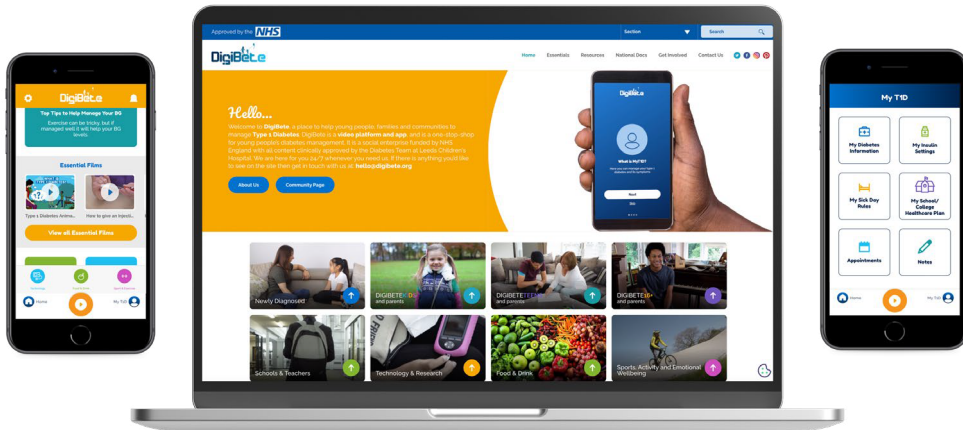 DigiBete
Top Tips to Help Manage Your BG
Exercise can be tricky, but if
managed well it will help your BG
levels.
Essential Films
Type 1 Diabetes Anima...
How to give an injecti...
View all Essential Films
Home
My T1D
Approved by the NHS
Section
Search
DigiBete
Home Essentials Resources National Docs Get Involved Contact Us
Hello...
Welcome to DigiBete, a place to help young people, families and communities to
manage Type 1 Diabetes. DigiBete is a video platform and app, and is a one-stop-shop
for young people's diabetes management. It is a social enterprise funded by NHS
England with all content clinically approved by the Diabetes Team at Leeds Children's
Hospital. We are here for you 24/7 whenever you need us. If there is anything you'd like
to see on the site then get in touch with us at: hello@digibete.org
About Us
Community Page
DigiBete
What is MyT1D?
Next
Newly Diagnosed
DIGIBETEKIDS
and parents
DIGIBETETEENS
and parents
DIGIBETE16+
and parents
Schools & Teachers
Technology & Research
Food & Drink
Sports, Activity and Emotional
Wellbeing
My T1D
My Diabetes
Information
My Insulin
Settings
My Sick Day
Rules
My School/
College
Healthcare Plan
Appointments
Notes
Home
My T1D